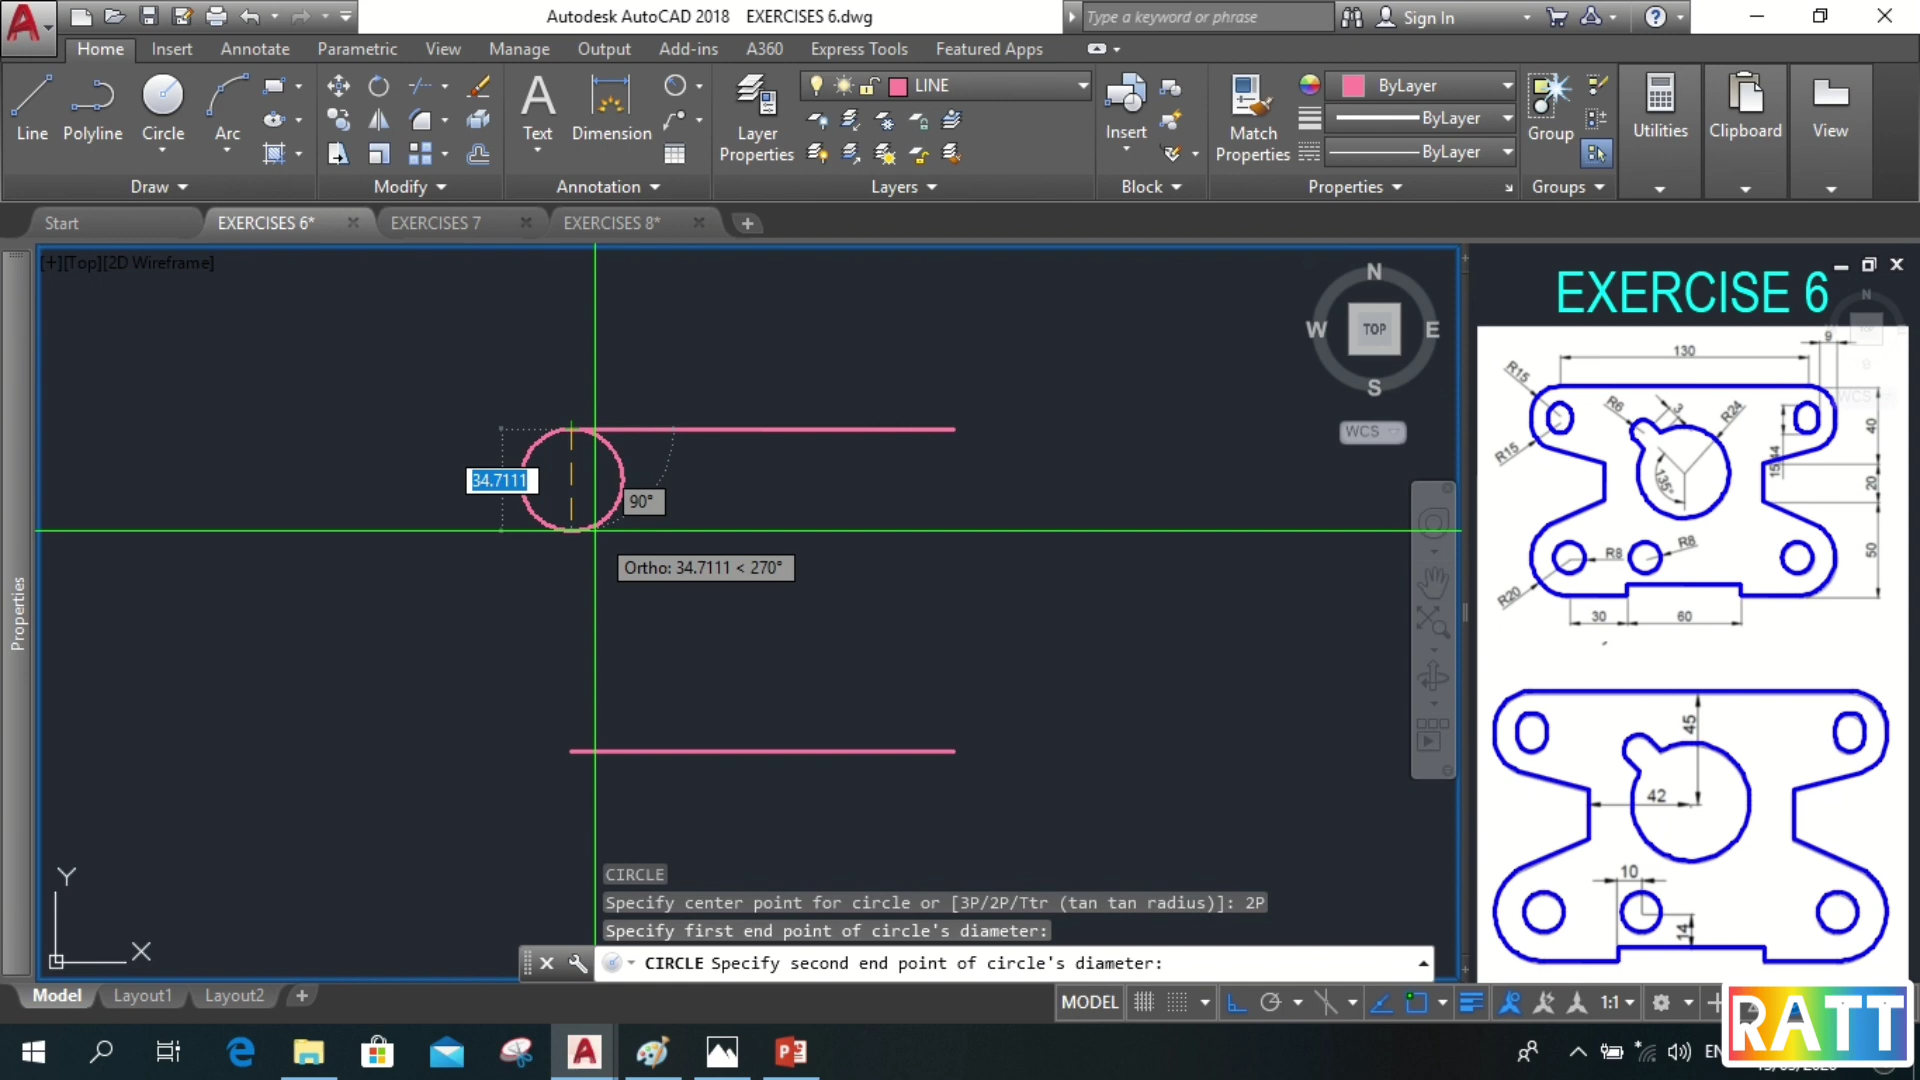 Autodesk AutoCAD 2018 EXERCISES 6.dwg
Type a keyword or phrase
Sign In
Home Insert Annotate Parametric View Manage Output Add-ins A360 Express Tools Featured Apps
Line Polyline Circle Arc
Text Dimension
Layer Properties
LINE
Insert
Match Properties
ByLayer
ByLayer
ByLayer
Group
Utilities
Clipboard
View
Draw Modify Annotation Layers Block Properties Groups
Start EXERCISES 6* EXERCISES 7 EXERCISES 8*
[+][Top][2D Wireframe]
N
W TOP E
S
WCS
34.7111
90°
Ortho: 34.7111 < 270°
Properties
Y
X
CIRCLE
Specify center point for circle or [3P/2P/Ttr (tan tan radius)]: 2P
Specify first end point of circle's diameter:
CIRCLE Specify second end point of circle's diameter:
EXERCISE 6
130
9
R15
R6
3
R24
40
R15
15.44
135°
20
R8
R8
50
R20
30
60
45
42
10
14
Model Layout1 Layout2
MODEL
1:1
RATT